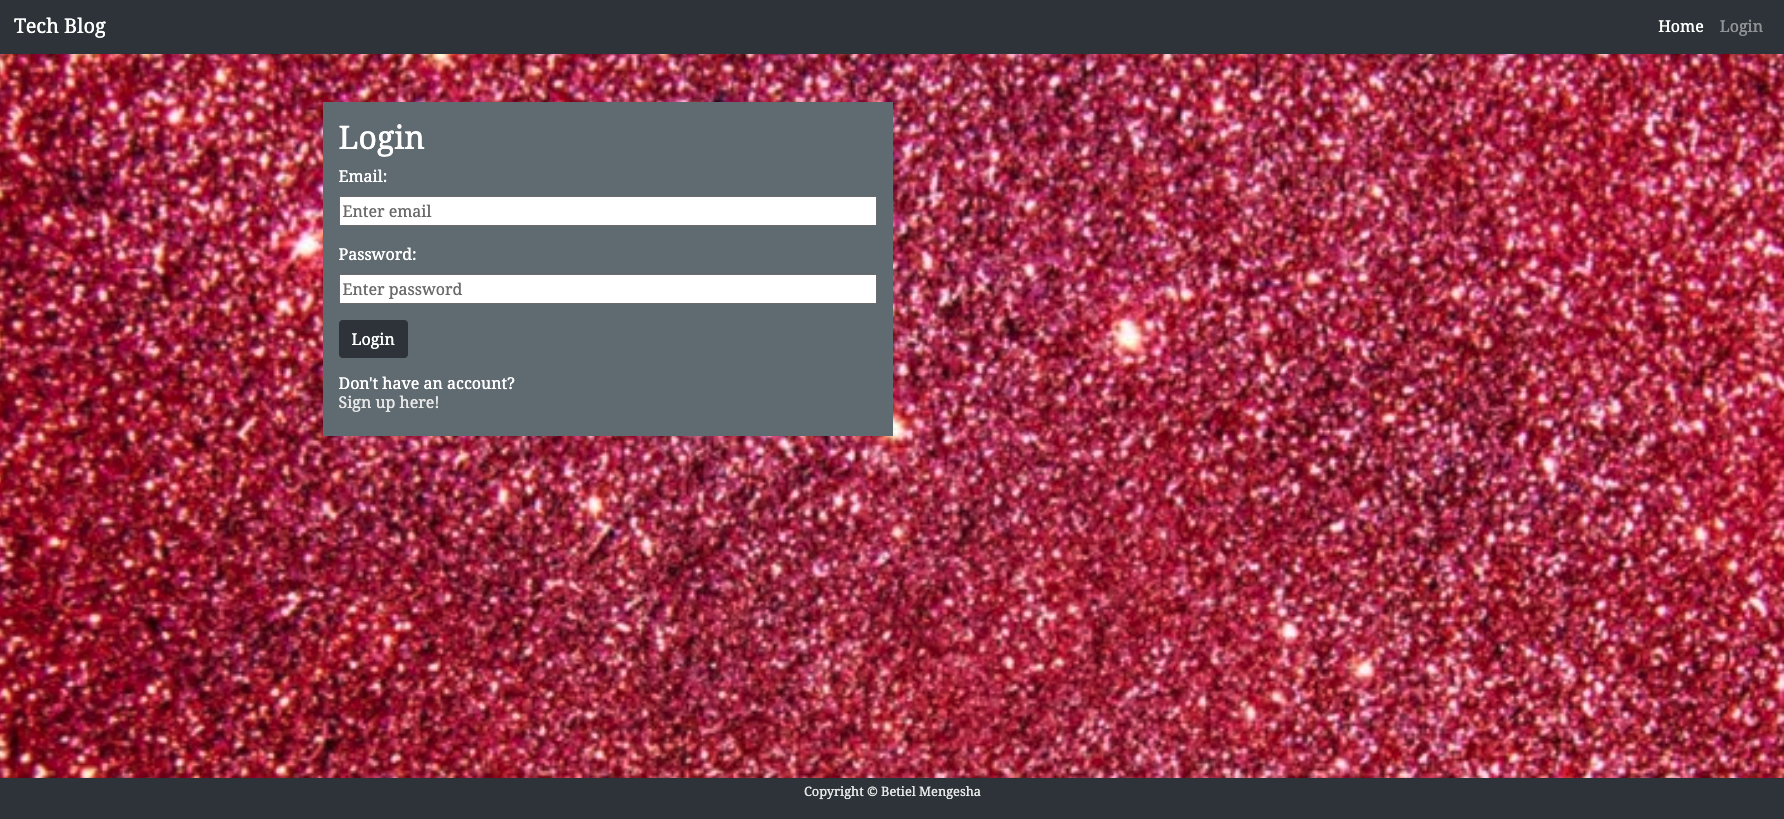 Tech Blog
Home Login
Login
Email:
Enter email
Password:
Enter password
Login
Don't have an account?
Sign up here!
Copyright © Betiel Mengesha